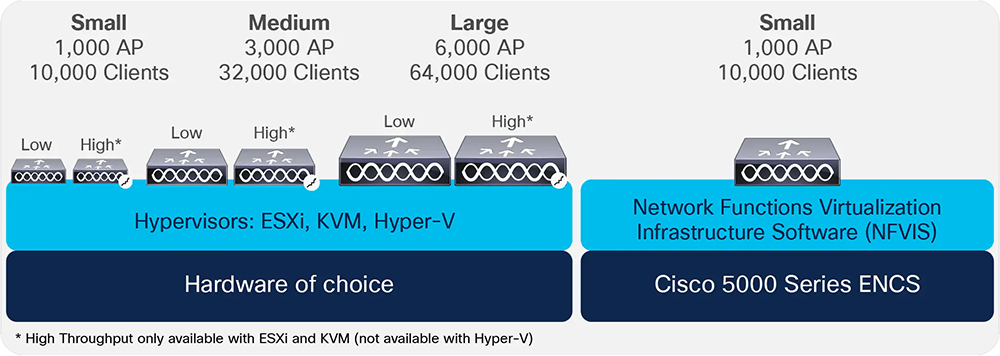 Small
1,000 AP
10,000 Clients
Medium
3,000 AP
32,000 Clients
Large
6,000 AP
64,000 Clients
Small
1,000 AP
10,000 Clients
Low
High*
Low
High*
Low
High*
Hypervisors: ESXi, KVM, Hyper-V
Hardware of choice
Network Functions Virtualization
Infrastructure Software (NFVIS)
Cisco 5000 Series ENCS
* High Throughput only available with ESXi and KVM (not available with Hyper-V)